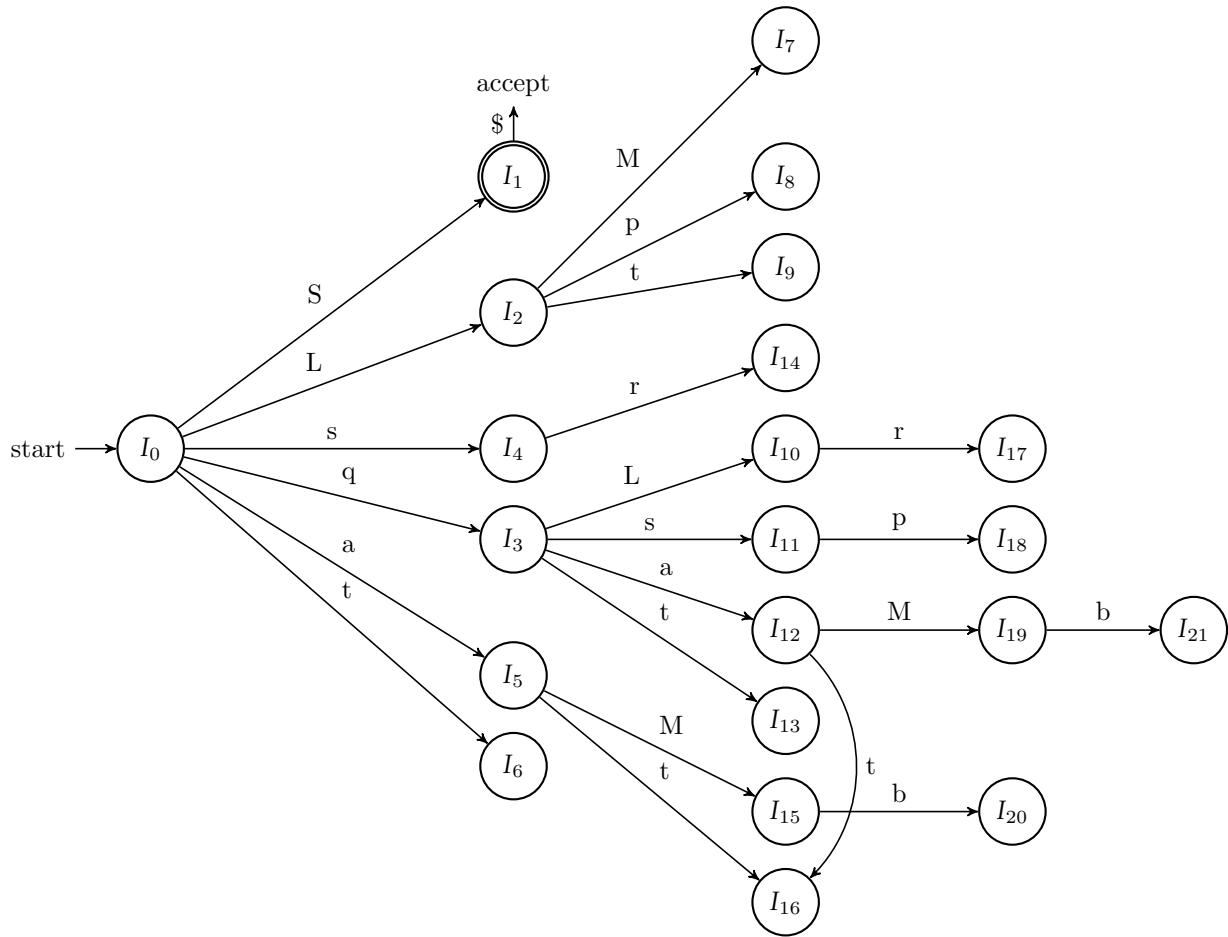 I₇
accept
$
I₁
M
I₈
p
I₉
t
S
I₂
I₁₄
L
r
start
I₀
s
I₄
I₁₀
r
I₁₇
q
L
I₃
s
I₁₁
p
I₁₈
a
a
t
t
I₁₂
M
I₁₉
b
I₂₁
I₅
I₁₃
M
I₆
t
t
I₁₅
b
I₂₀
I₁₆